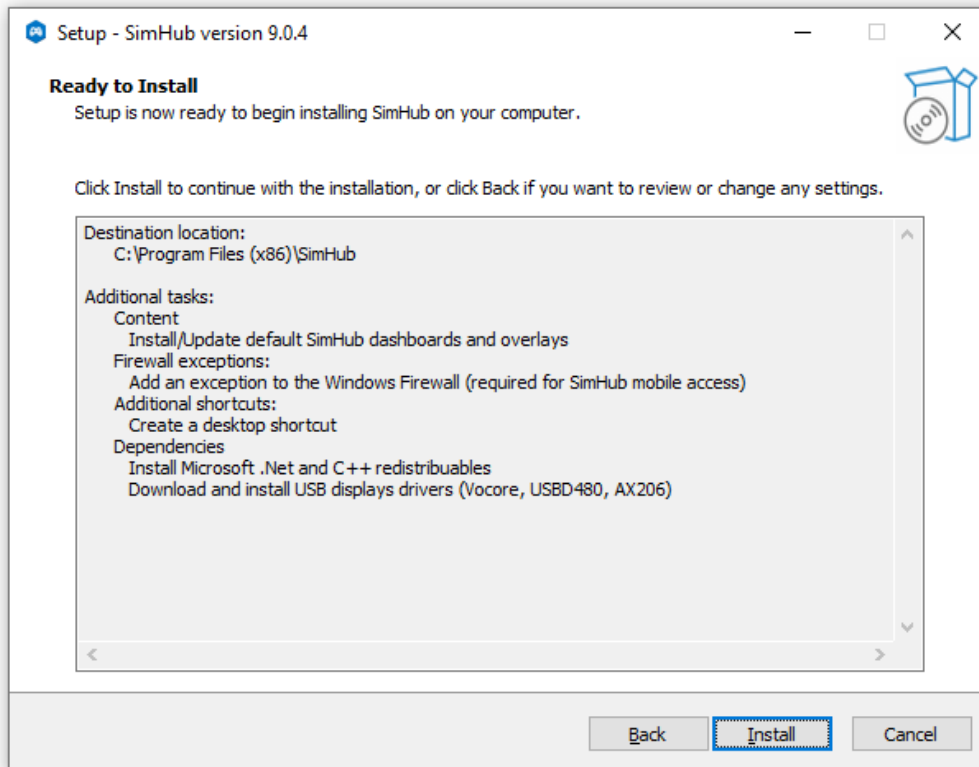 Setup - SimHub version 9.0.4
Ready to Install
Setup is now ready to begin installing SimHub on your computer.
Click Install to continue with the installation, or click Back if you want to review or change any settings.
Destination location:
C:\Program Files (x86)\SimHub
Additional tasks:
Content
Install/Update default SimHub dashboards and overlays
Firewall exceptions:
Add an exception to the Windows Firewall (required for SimHub mobile access)
Additional shortcuts:
Create a desktop shortcut
Dependencies
Install Microsoft .Net and C++ redistribuables
Download and install USB displays drivers (Vocore, USBD480, AX206)
Back
Install
Cancel